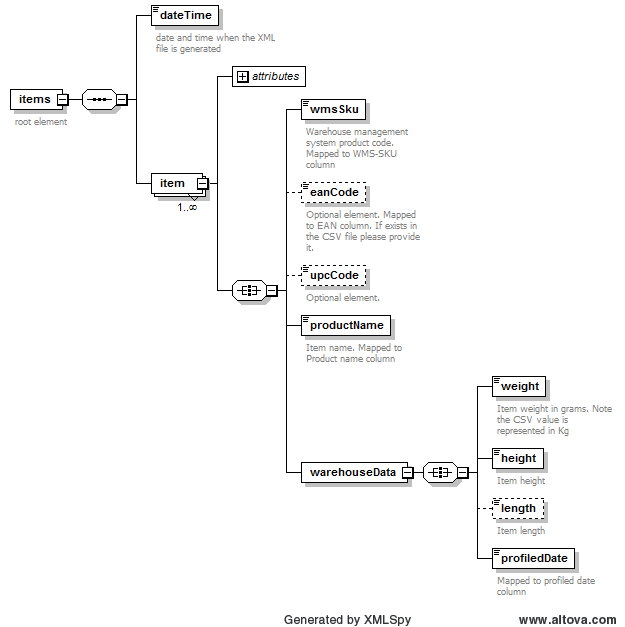 dateTime
date and time when the XML
file is generated
items
root element
attributes
item
1..∞
wmsSku
Warehouse management
system product code.
Mapped to WMS-SKU
column
eanCode
Optional element. Mapped
to EAN column. If exists in
the CSV file please provide
it.
upcCode
Optional element.
productName
Item name. Mapped to
Product name column
warehouseData
weight
Item weight in grams. Note
the CSV value is
represented in Kg
height
Item height
length
Item length
profiledDate
Mapped to profiled date
column
Generated by XMLSpy
www.altova.com